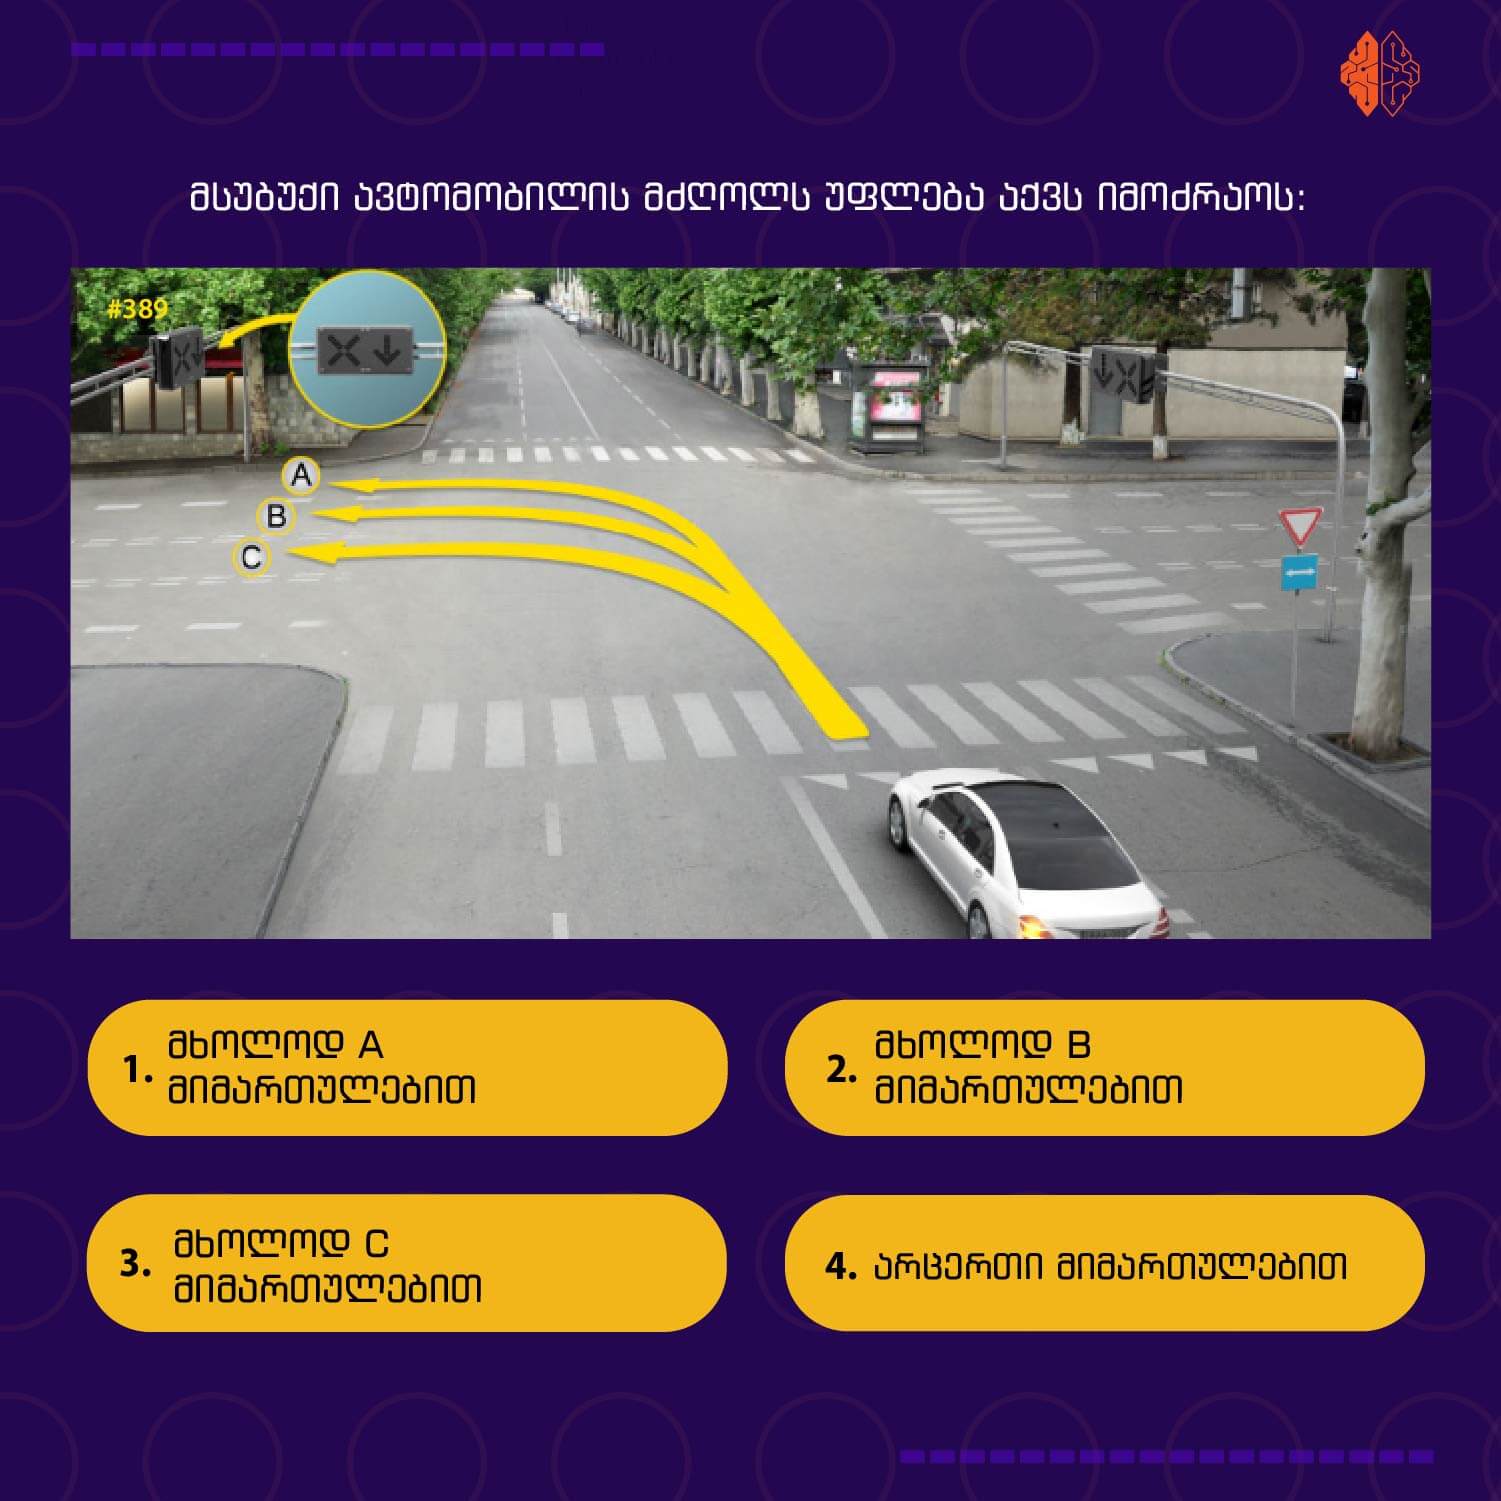 მსუბუქი ავტომობილის მძღოლს უფლება აქვს იმოძრაოს:
#389
A
B
C
1. მხოლოდ A
მიმართულებით
2. მხოლოდ B
მიმართულებით
3. მხოლოდ C
მიმართულებით
4. არცერთი მიმართულებით